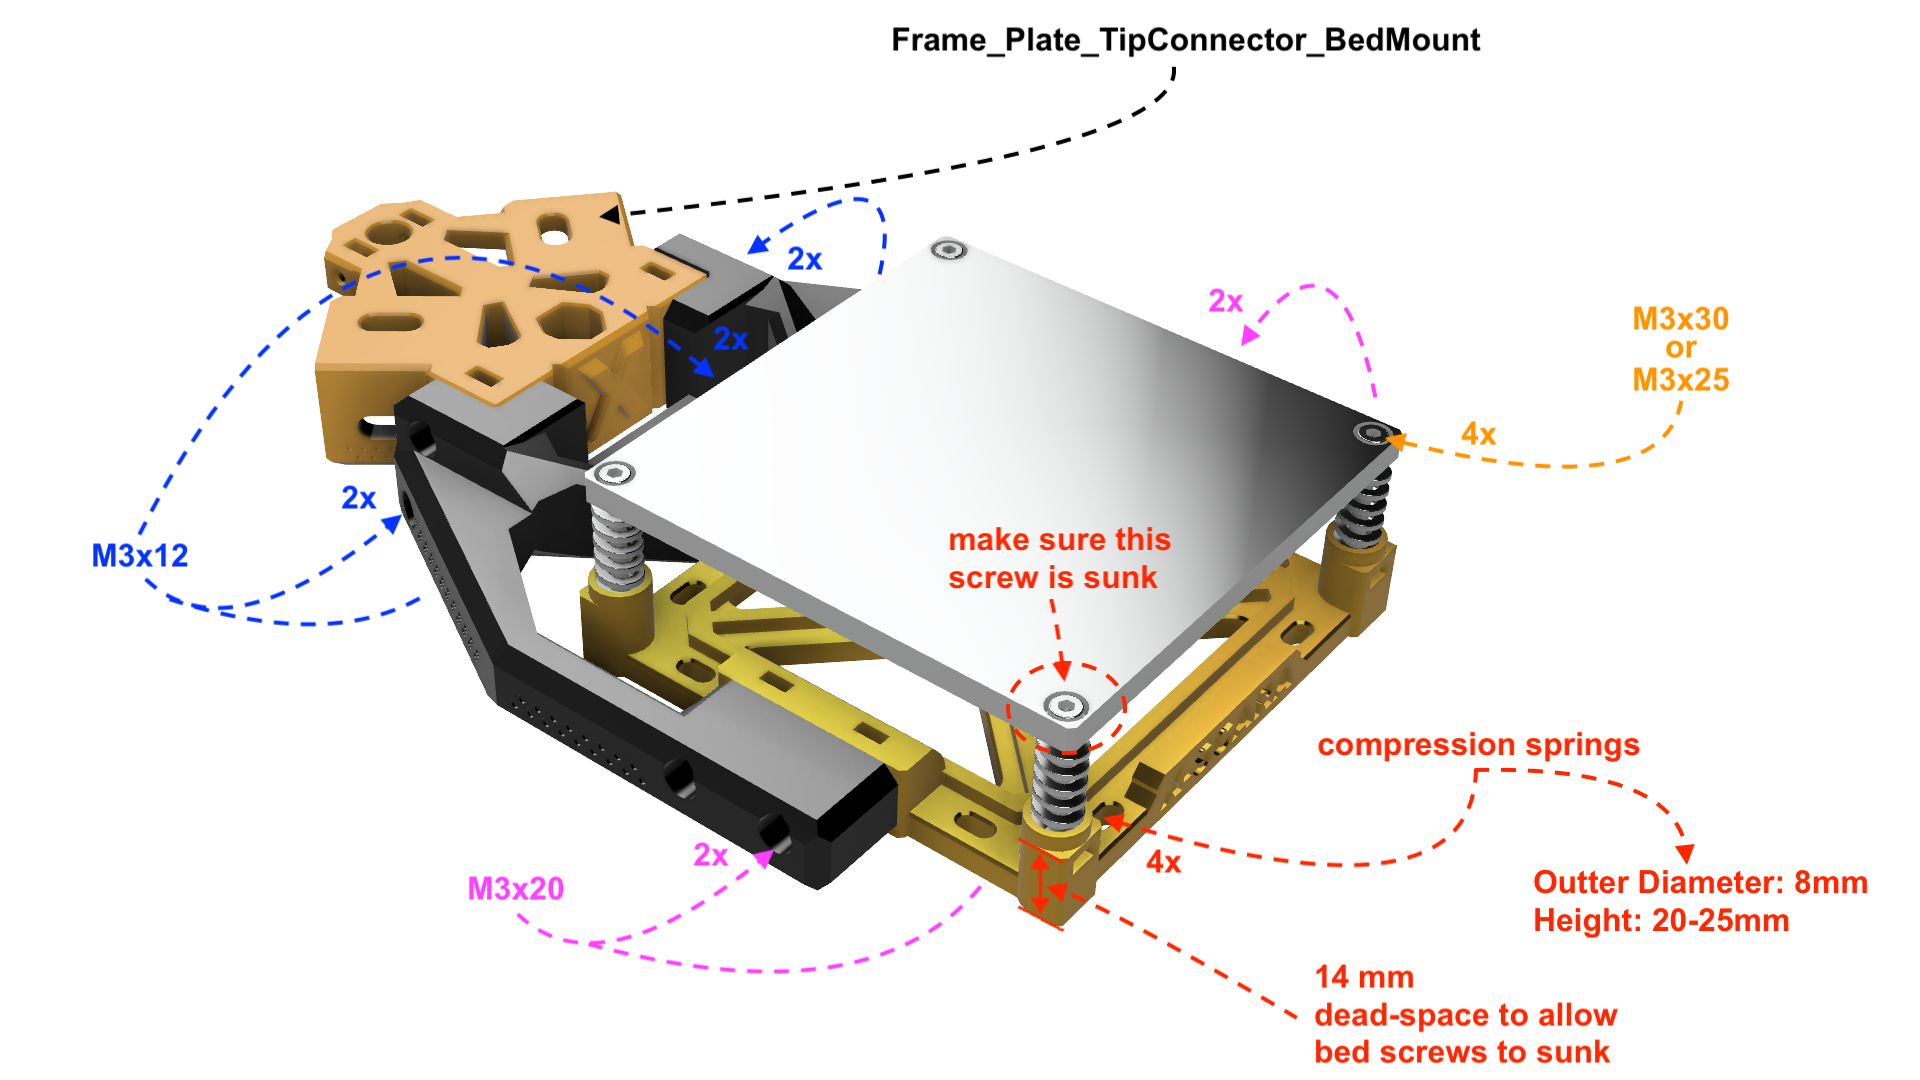 Frame_Plate_TipConnector_BedMount
2x
2x
M3x30
or
M3x25
2x
4x
2x
M3x12
make sure this
screw is sunk
compression springs
2x
4x
M3x20
Outter Diameter: 8mm
Height: 20-25mm
14 mm
dead-space to allow
bed screws to sunk